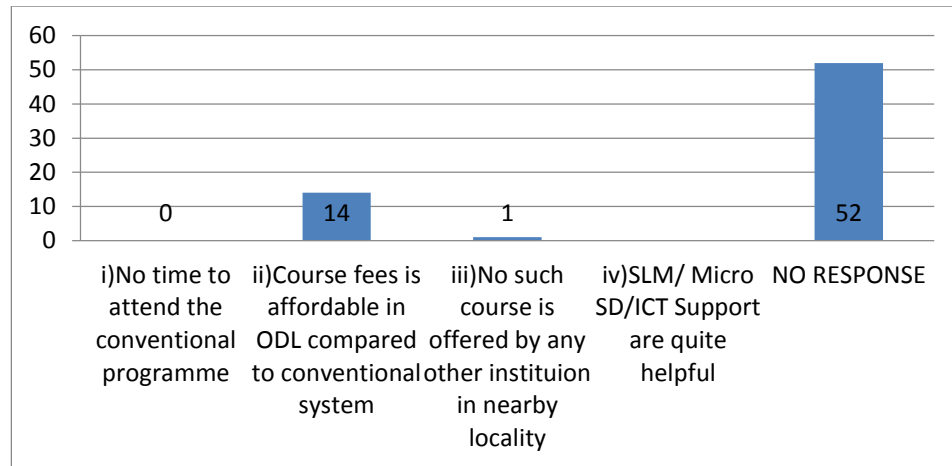 60
50
40
30
20
10
0
0
14
1
52
i)No time to
attend the
conventional
programme
ii)Course fees is
affordable in
ODL compared
to conventional
system
iii)No such
course is
offered by any
other instituion
in nearby
locality
iv)SLM/ Micro
SD/ICT Support
are quite
helpful
NO RESPONSE